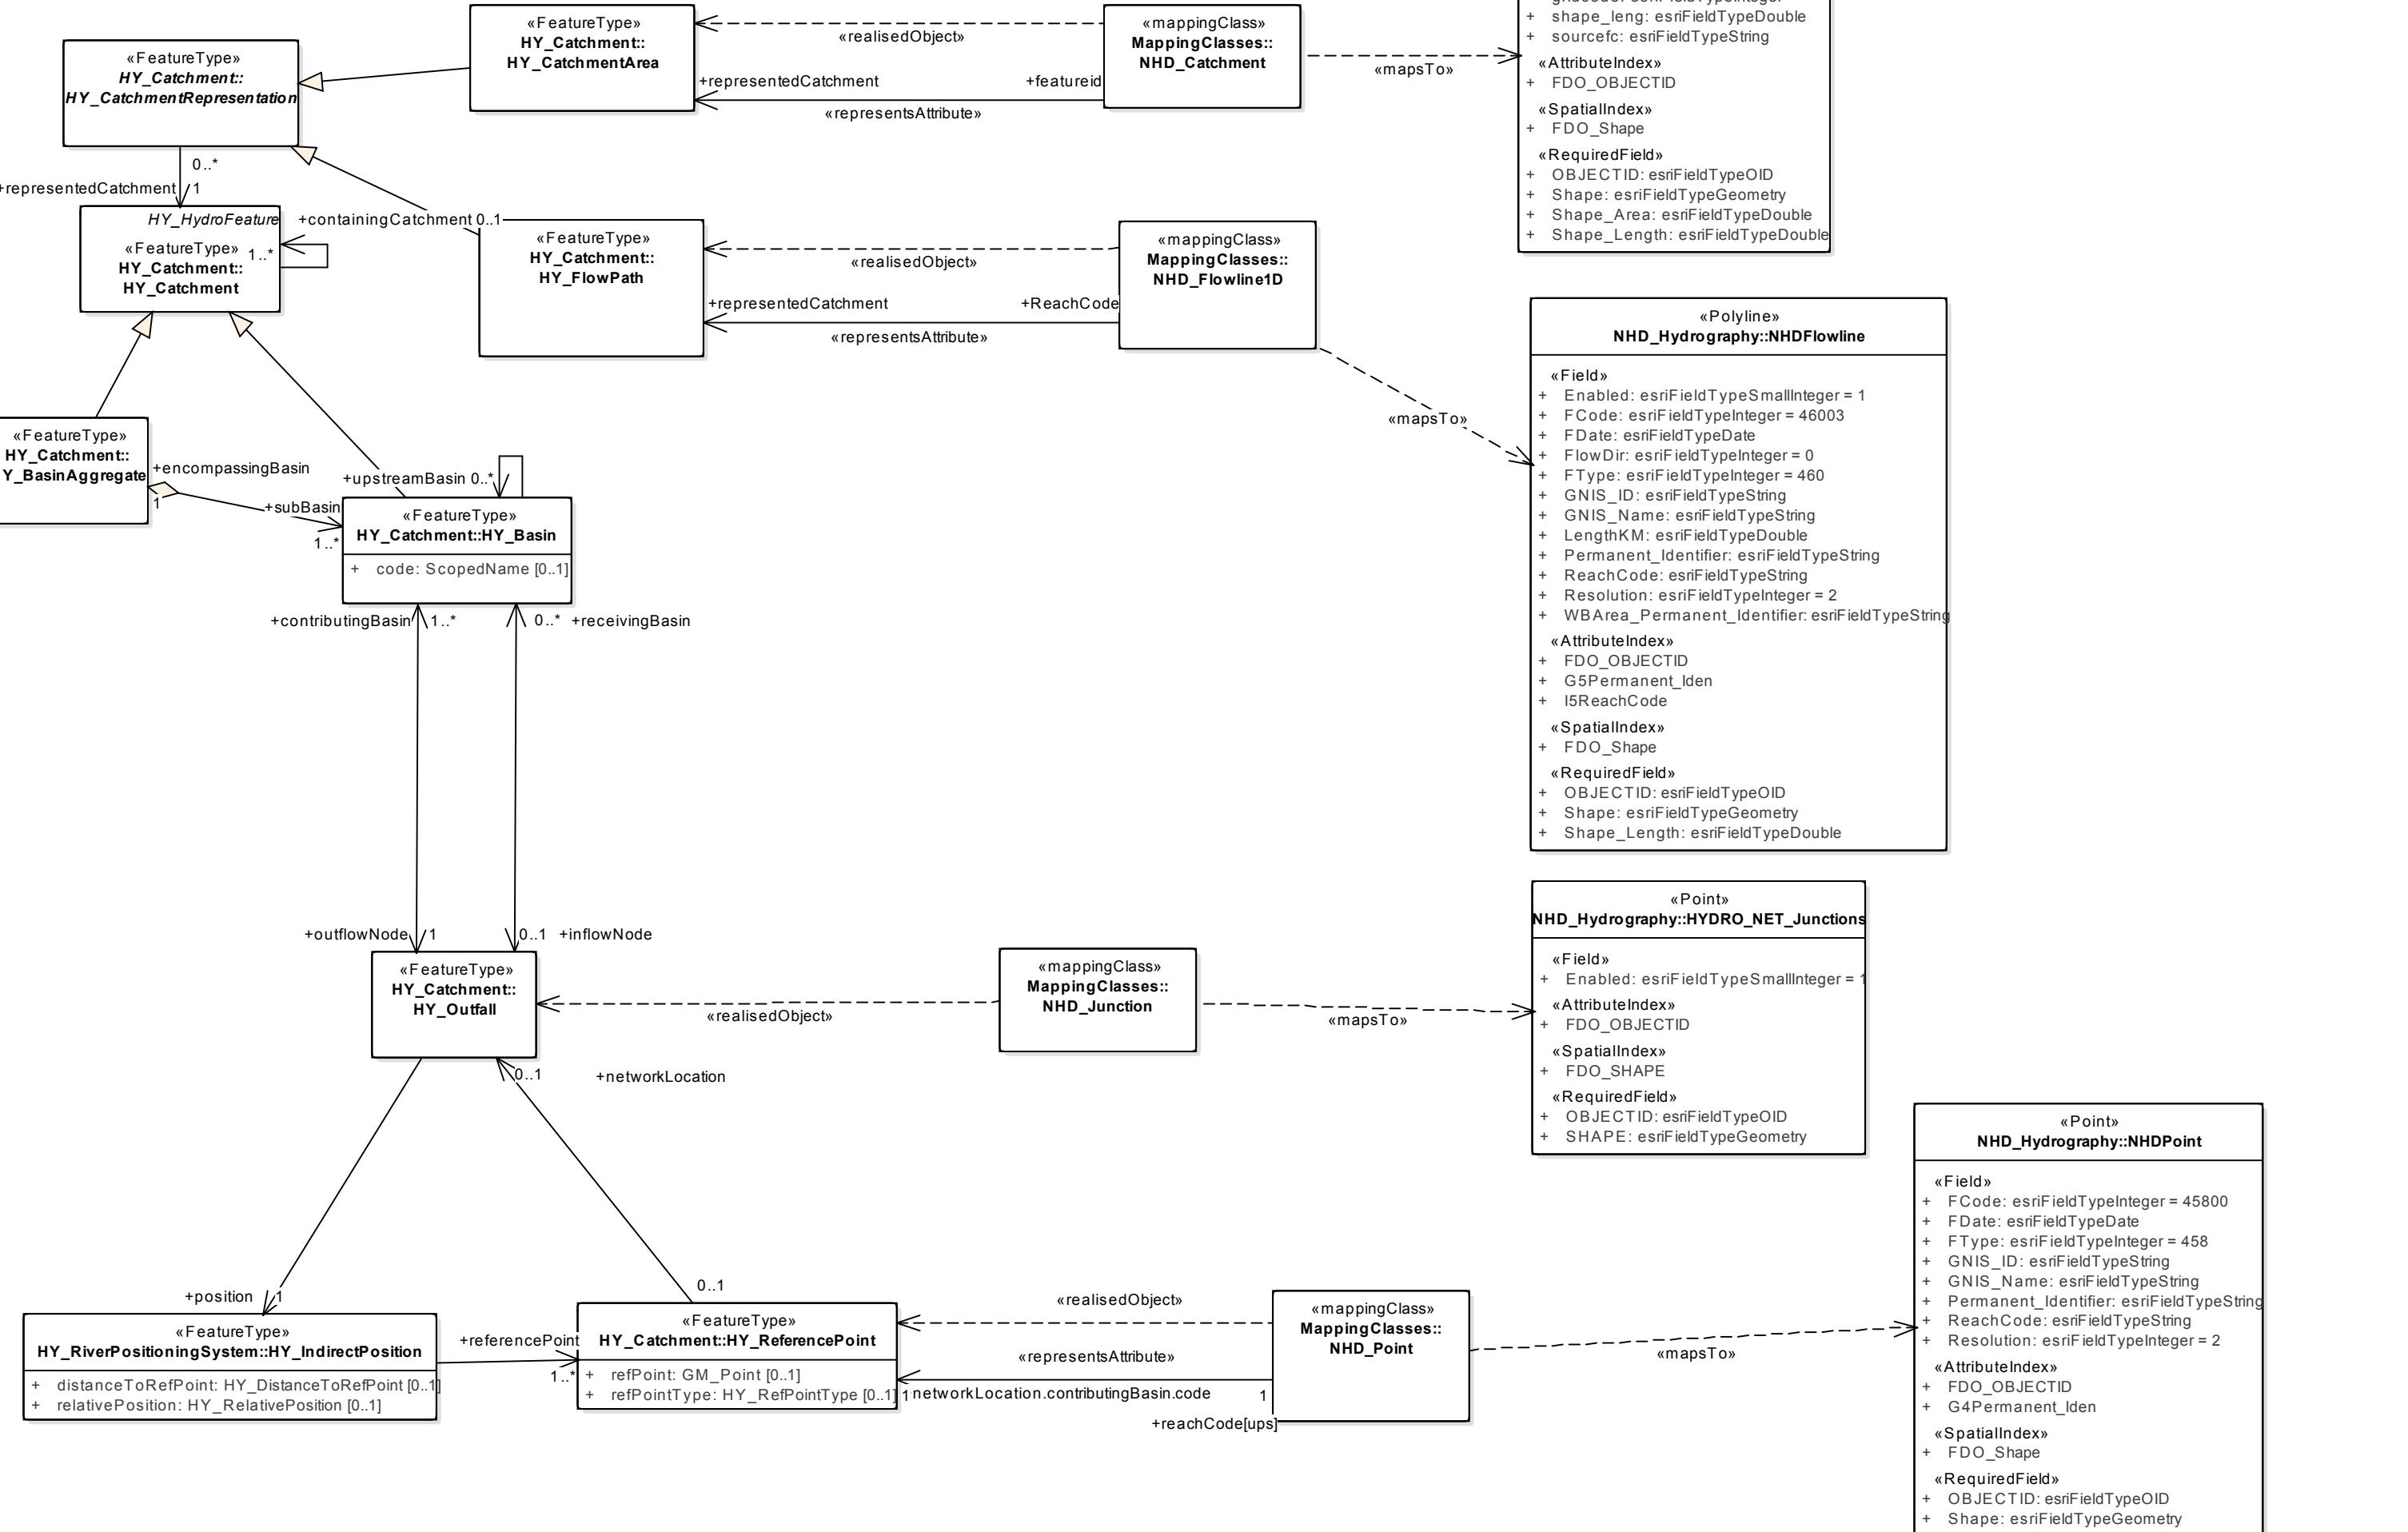 «FeatureType»
HY_Catchment::
HY_CatchmentRepresentation
0..*
+representedCatchment
1
«FeatureType»
HY_Catchment::
HY_CatchmentArea
«realisedObject»
+representedCatchment
+featureid
«representsAttribute»
«mappingClass»
MappingClasses::
NHD_Catchment
«mapsTo»
+ shape_leng: esriFieldTypeDouble
+ sourcefc: esriFieldTypeString
«AttributeIndex»
+ FDO_OBJECTID
«SpatialIndex»
+ FDO_Shape
«RequiredField»
+ OBJECTID: esriFieldTypeOID
+ Shape: esriFieldTypeGeometry
+ Shape_Area: esriFieldTypeDouble
+ Shape_Length: esriFieldTypeDouble
HY_HydroFeature
«FeatureType»
HY_Catchment::
HY_Catchment
+containingCatchment 0..1
1..*
«FeatureType»
HY_Catchment::
HY_FlowPath
«realisedObject»
+representedCatchment
+ReachCode
«representsAttribute»
«mappingClass»
MappingClasses::
NHD_Flowline1D
«mapsTo»
«Polyline»
NHD_Hydrography::NHDFlowline
«Field»
+ Enabled: esriFieldTypeSmallInteger = 1
+ FCode: esriFieldTypeInteger = 46003
+ FDate: esriFieldTypeDate
+ FlowDir: esriFieldTypeInteger = 0
+ FType: esriFieldTypeInteger = 460
+ GNIS_ID: esriFieldTypeString
+ GNIS_Name: esriFieldTypeString
+ LengthKM: esriFieldTypeDouble
+ Permanent_Identifier: esriFieldTypeString
+ ReachCode: esriFieldTypeString
+ Resolution: esriFieldTypeInteger = 2
+ WBArea_Permanent_Identifier: esriFieldTypeString
«AttributeIndex»
+ FDO_OBJECTID
+ G5Permanent_Iden
+ I5ReachCode
«SpatialIndex»
+ FDO_Shape
«RequiredField»
+ OBJECTID: esriFieldTypeOID
+ Shape: esriFieldTypeGeometry
+ Shape_Length: esriFieldTypeDouble
«FeatureType»
HY_Catchment::
Y_BasinAggregate
+encompassingBasin
1
+subBasin
1..*
+upstreamBasin 0..*
«FeatureType»
HY_Catchment::HY_Basin
+ code: ScopedName [0..1]
+contributingBasin 1..*
0..* +receivingBasin
+outflowNode 1
0..1 +inflowNode
«FeatureType»
HY_Catchment::
HY_Outfall
«realisedObject»
«mappingClass»
MappingClasses::
NHD_Junction
«mapsTo»
«Point»
NHD_Hydrography::HYDRO_NET_Junctions
«Field»
+ Enabled: esriFieldTypeSmallInteger = 1
«AttributeIndex»
+ FDO_OBJECTID
«SpatialIndex»
+ FDO_SHAPE
«RequiredField»
+ OBJECTID: esriFieldTypeOID
+ SHAPE: esriFieldTypeGeometry
0..1
+networkLocation
0..1
+position
1
«FeatureType»
HY_RiverPositioningSystem::HY_IndirectPosition
+ distanceToRefPoint: HY_DistanceToRefPoint [0..1]
+ relativePosition: HY_RelativePosition [0..1]
+referencePoint
1..*
«FeatureType»
HY_Catchment::HY_ReferencePoint
+ refPoint: GM_Point [0..1]
+ refPointType: HY_RefPointType [0..1]
«realisedObject»
«representsAttribute»
1 networkLocation.contributingBasin.code
1
+reachCode[ups]
«mappingClass»
MappingClasses::
NHD_Point
«mapsTo»
«Point»
NHD_Hydrography::NHDPoint
«Field»
+ FCode: esriFieldTypeInteger = 45800
+ FDate: esriFieldTypeDate
+ FType: esriFieldTypeInteger = 458
+ GNIS_ID: esriFieldTypeString
+ GNIS_Name: esriFieldTypeString
+ Permanent_Identifier: esriFieldTypeString
+ ReachCode: esriFieldTypeString
+ Resolution: esriFieldTypeInteger = 2
«AttributeIndex»
+ FDO_OBJECTID
+ G4Permanent_Iden
«SpatialIndex»
+ FDO_Shape
«RequiredField»
+ OBJECTID: esriFieldTypeOID
+ Shape: esriFieldTypeGeometry